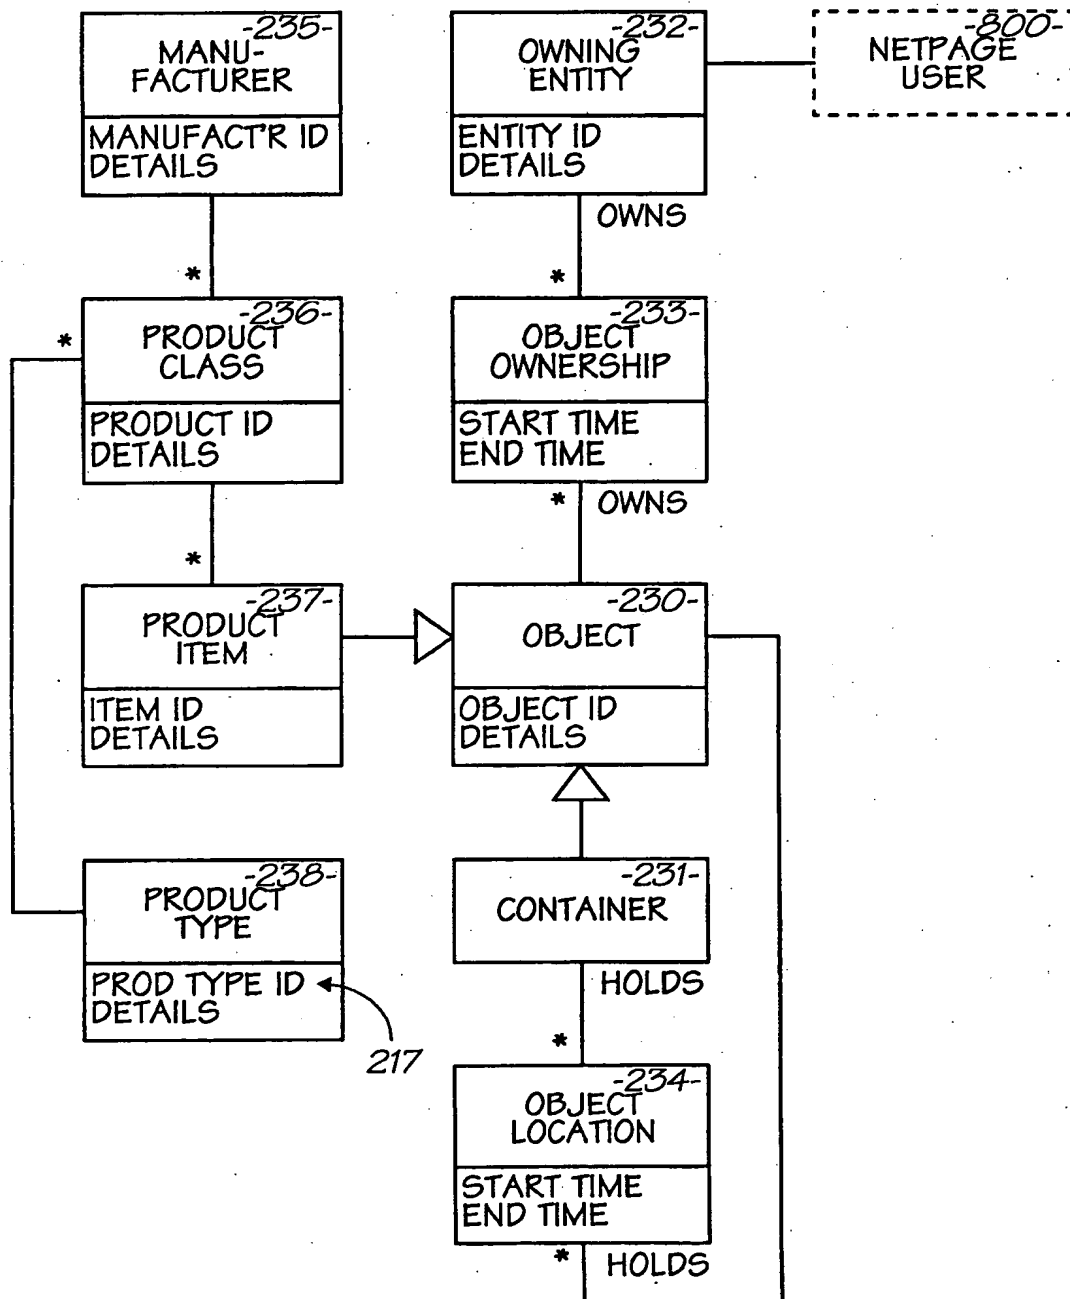 -235-
MANU-
FACTURER
MANUFACT'R ID
DETAILS
*
-232-
OWNING
ENTITY
ENTITY ID
DETAILS
OWNS
*
-800-
NETPAGE
USER
-236-
PRODUCT
CLASS
PRODUCT ID
DETAILS
*
*
-233-
OBJECT
OWNERSHIP
START TIME
END TIME
* OWNS
-237-
PRODUCT
ITEM
ITEM ID
DETAILS
-230-
OBJECT
OBJECT ID
DETAILS
-238-
PRODUCT
TYPE
PROD TYPE ID
DETAILS
217
-231-
CONTAINER
HOLDS
*
-234-
OBJECT
LOCATION
START TIME
END TIME
* HOLDS